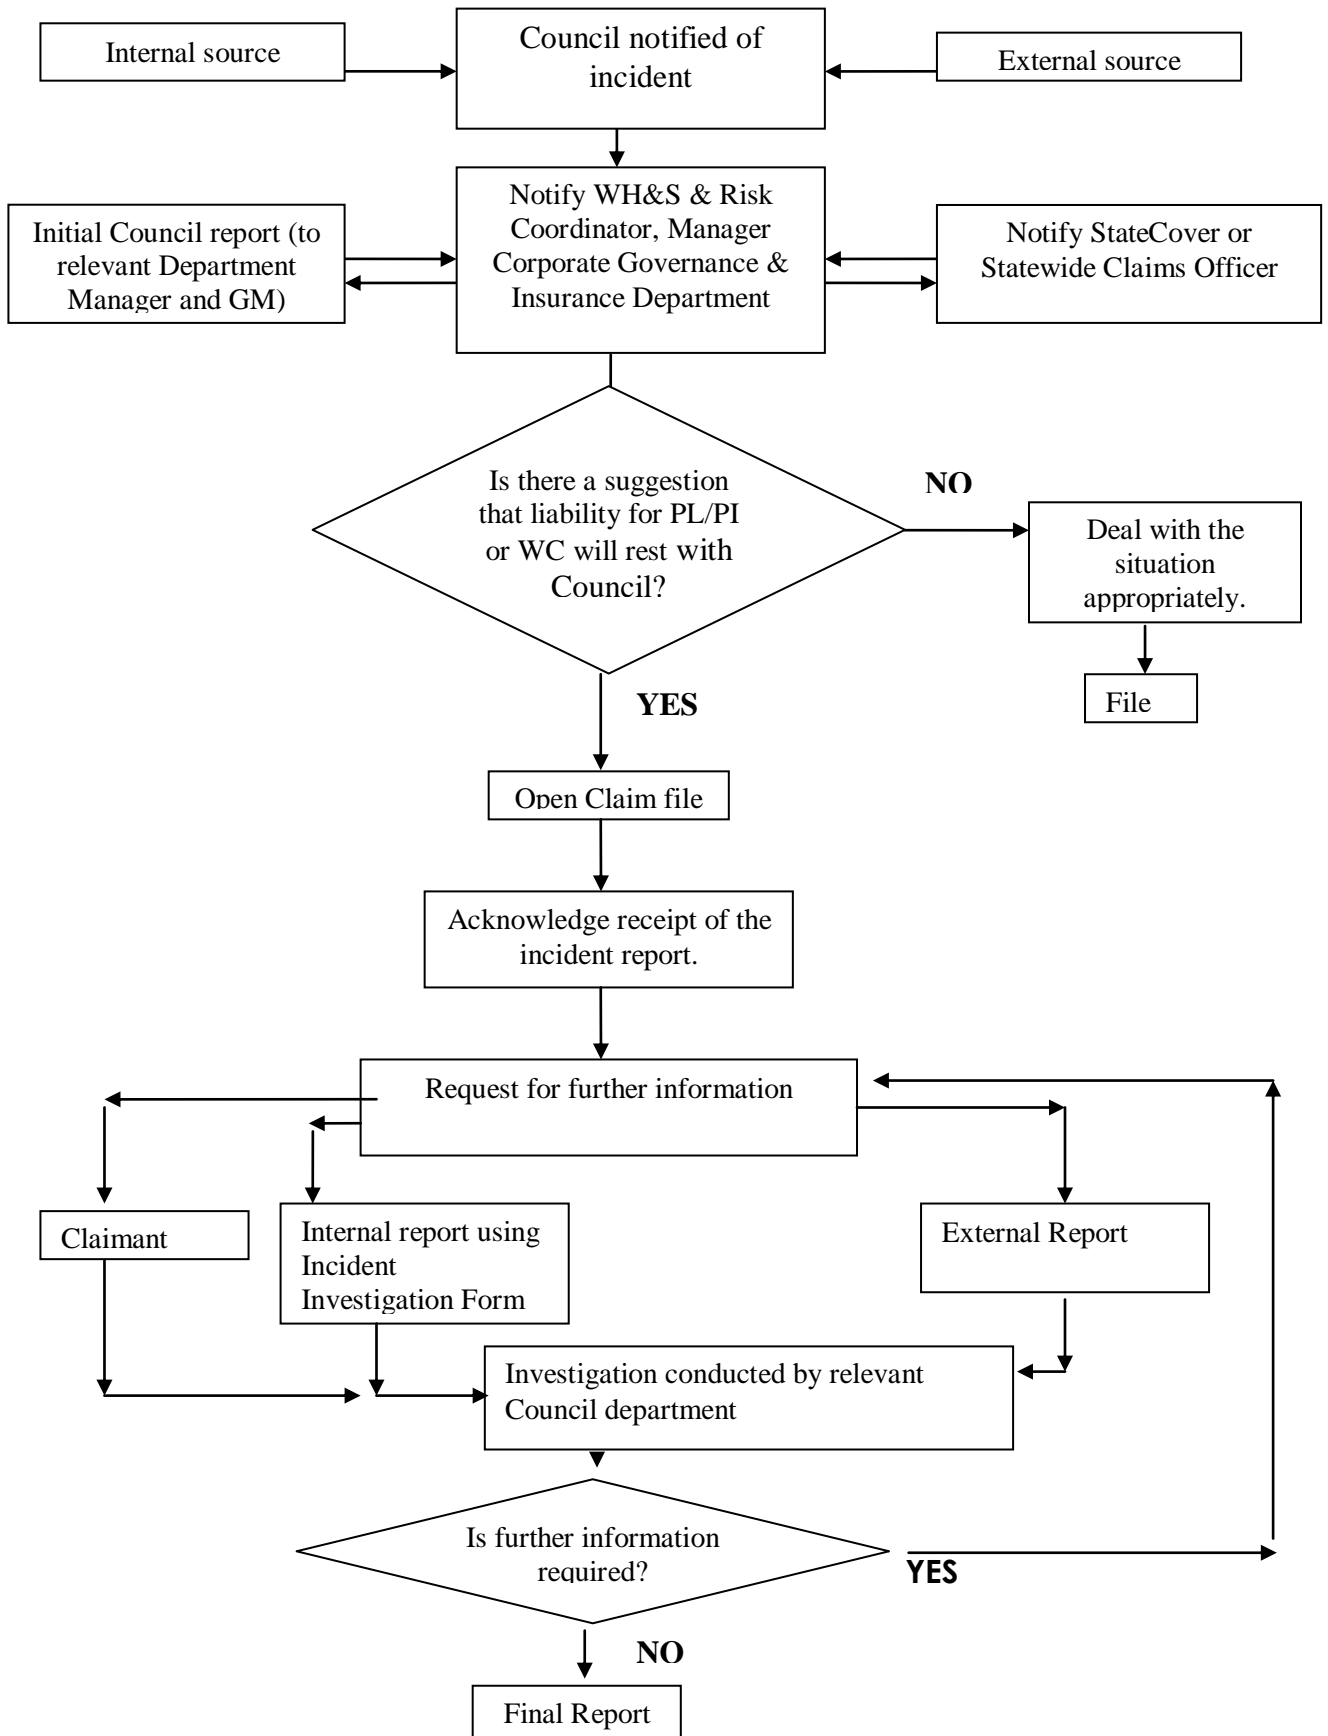 Internal source
Council notified of
incident
External source
Initial Council report (to
relevant Department
Manager and GM)
Notify WH&S & Risk
Coordinator, Manager
Corporate Governance &
Insurance Department
Notify StateCover or
Statewide Claims Officer
Is there a suggestion
that liability for PL/PI
or WC will rest with
Council?
NO
Deal with the
situation
appropriately.
YES
File
Open Claim file
Acknowledge receipt of the
incident report.
Request for further information
Claimant
Internal report using
Incident
Investigation Form
External Report
Investigation conducted by relevant
Council department
Is further information
required?
YES
NO
Final Report